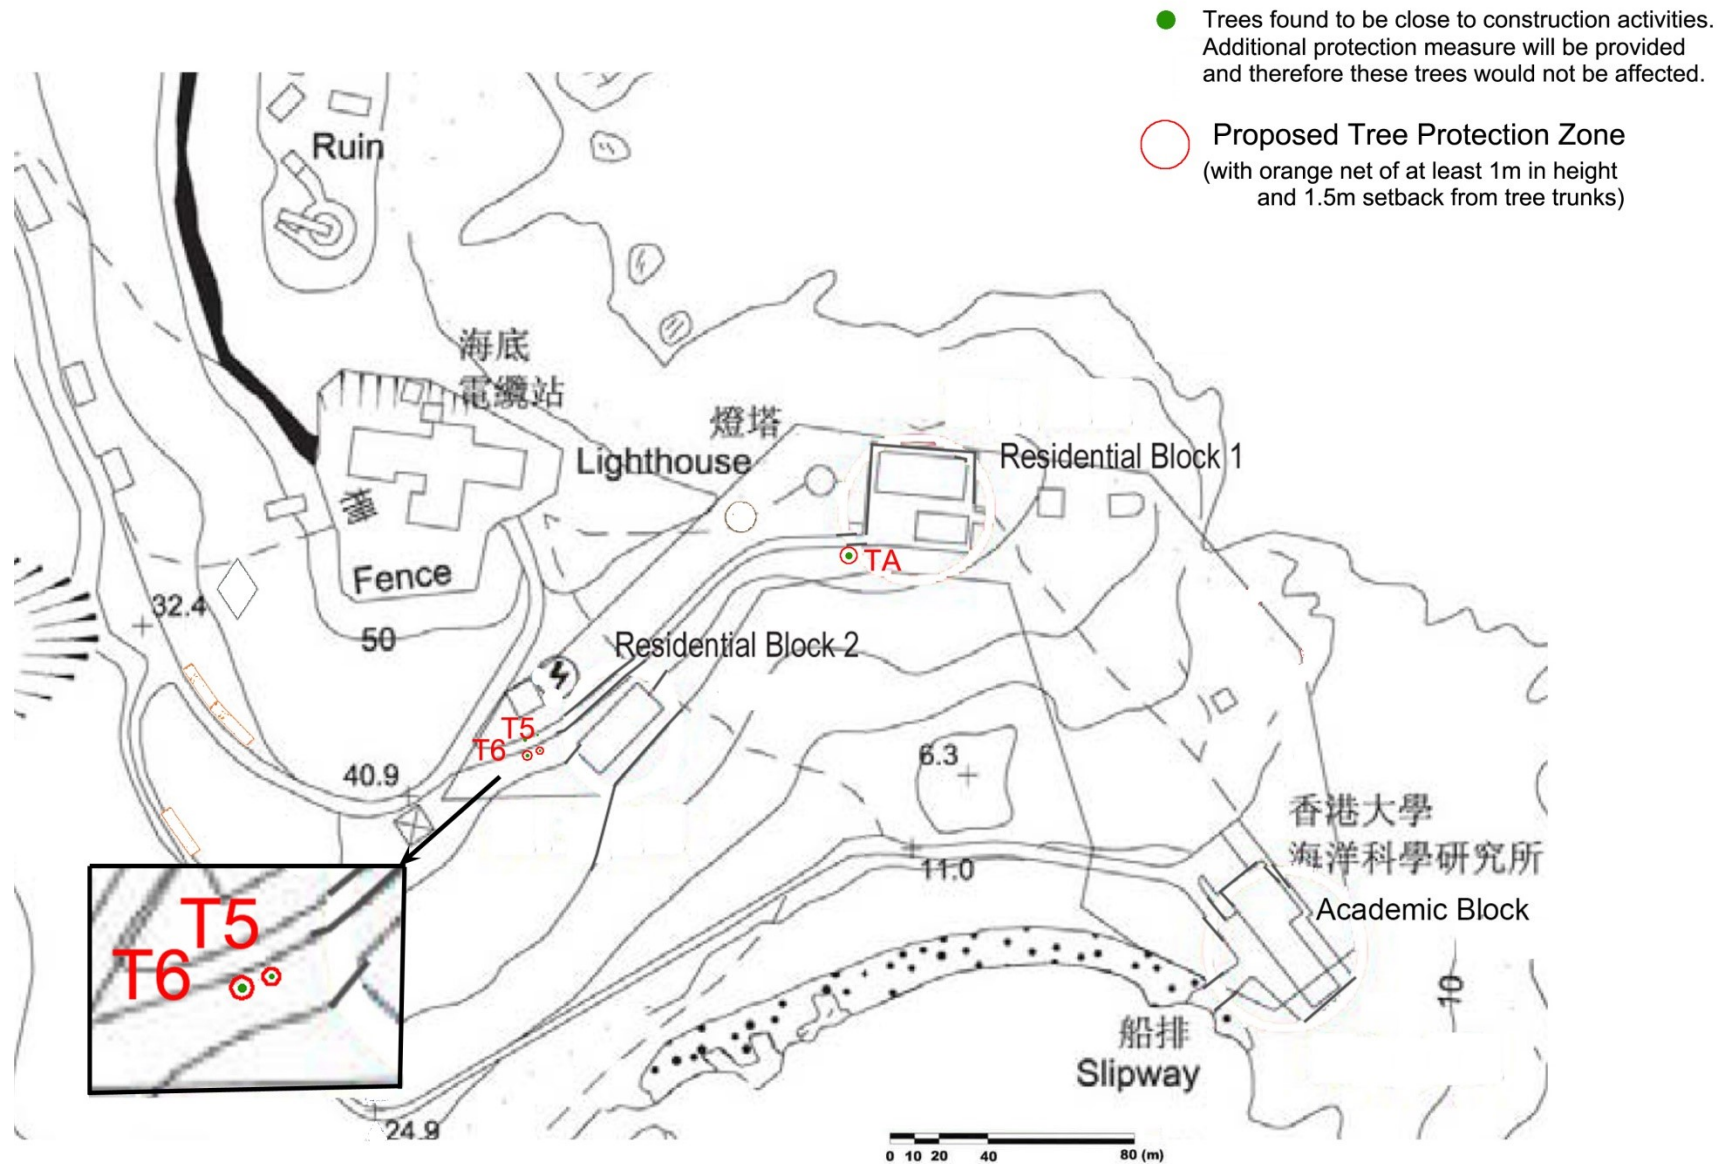 Trees found to be close to construction activities.
Additional protection measure will be provided
and therefore these trees would not be affected.
Proposed Tree Protection Zone
(with orange net of at least 1m in height
and 1.5m setback from tree trunks)
Ruin
海底
電纜站
燈塔
Lighthouse
Residential Block 1
柵
Fence
TA
32.4
50
Residential Block 2
T5
T6
6.3
40.9
香港大學
海洋科學研究所
11.0
Academic Block
T5
T6
10
船排
Slipway
24.9
0 10 20 40 80 (m)